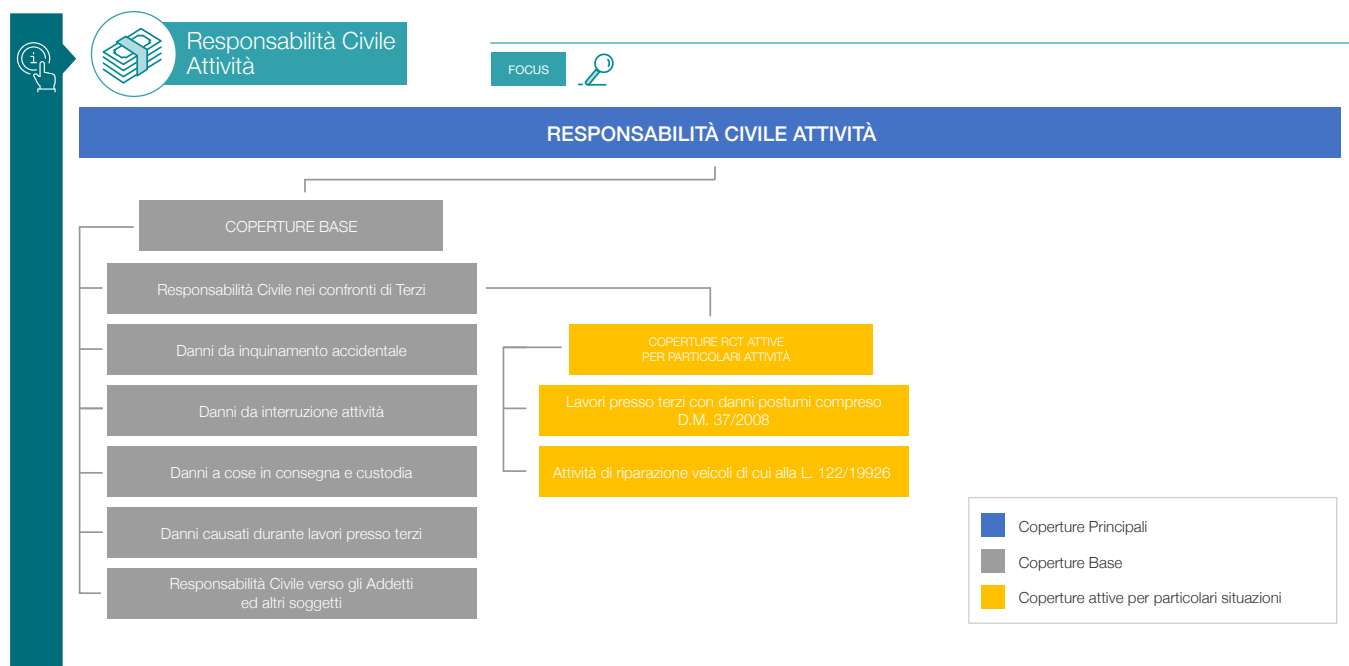 Responsabilità Civile
Attività
FOCUS
RESPONSABILITÀ CIVILE ATTIVITÀ
COPERTURE BASE
Responsabilità Civile nei confronti di Terzi
Danni da inquinamento accidentale
Danni da interruzione attività
Danni a cose in consegna e custodia
Danni causati durante lavori presso terzi
Responsabilità Civile verso gli Addetti
ed altri soggetti
COPERTURE RCT ATTIVE
PER PARTICOLARI ATTIVITÀ
Lavori presso terzi con danni postumi compreso
D.M. 37/2008
Attività di riparazione veicoli di cui alla L. 122/19926
Coperture Principali
Coperture Base
Coperture attive per particolari situazioni